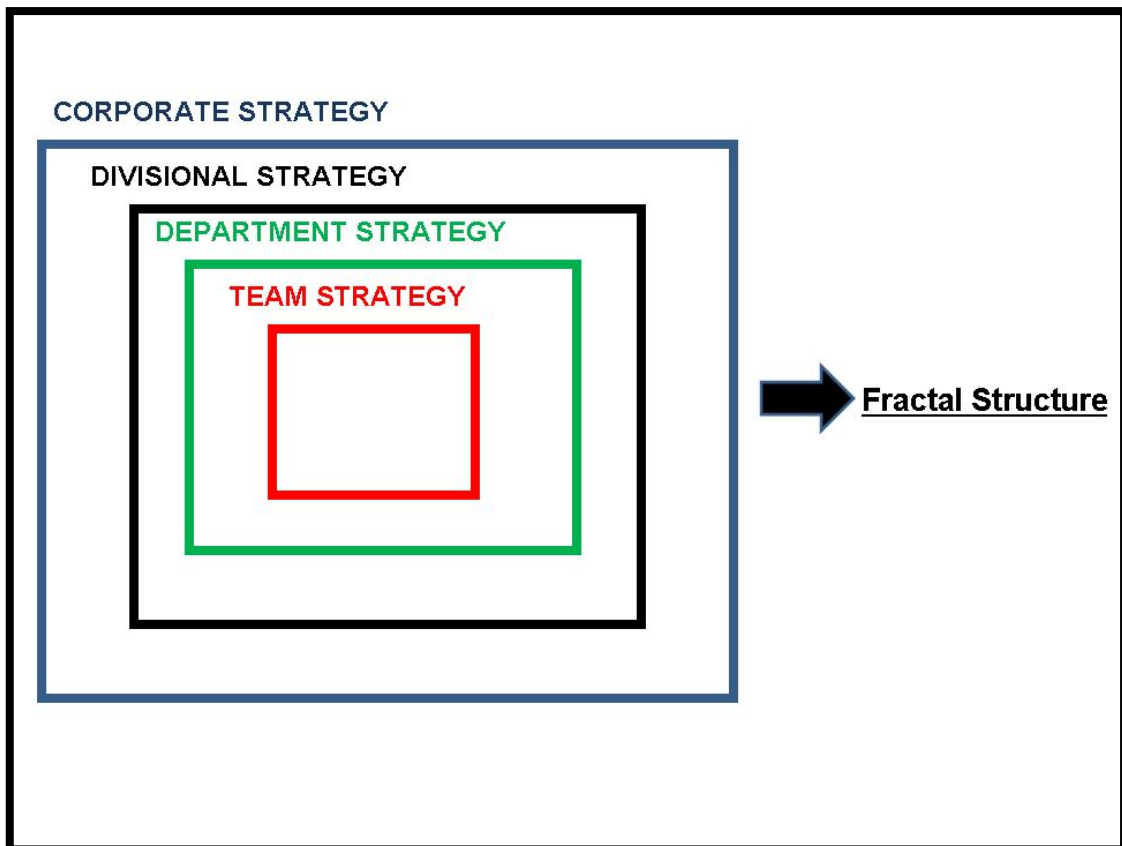 CORPORATE STRATEGY
DIVISIONAL STRATEGY
DEPARTMENT STRATEGY
TEAM STRATEGY
Fractal Structure